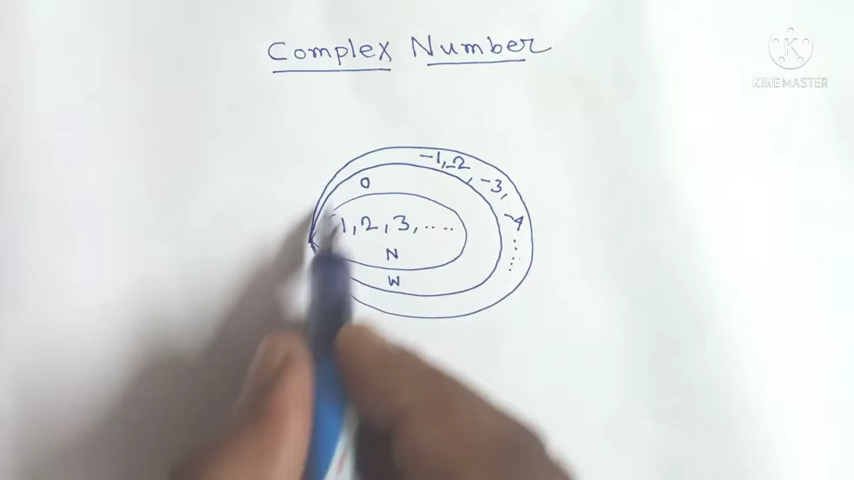 Complex Number
K
KINEMASTER
-1, -2, -3, -4 ....
0
1, 2, 3, ....
N
W